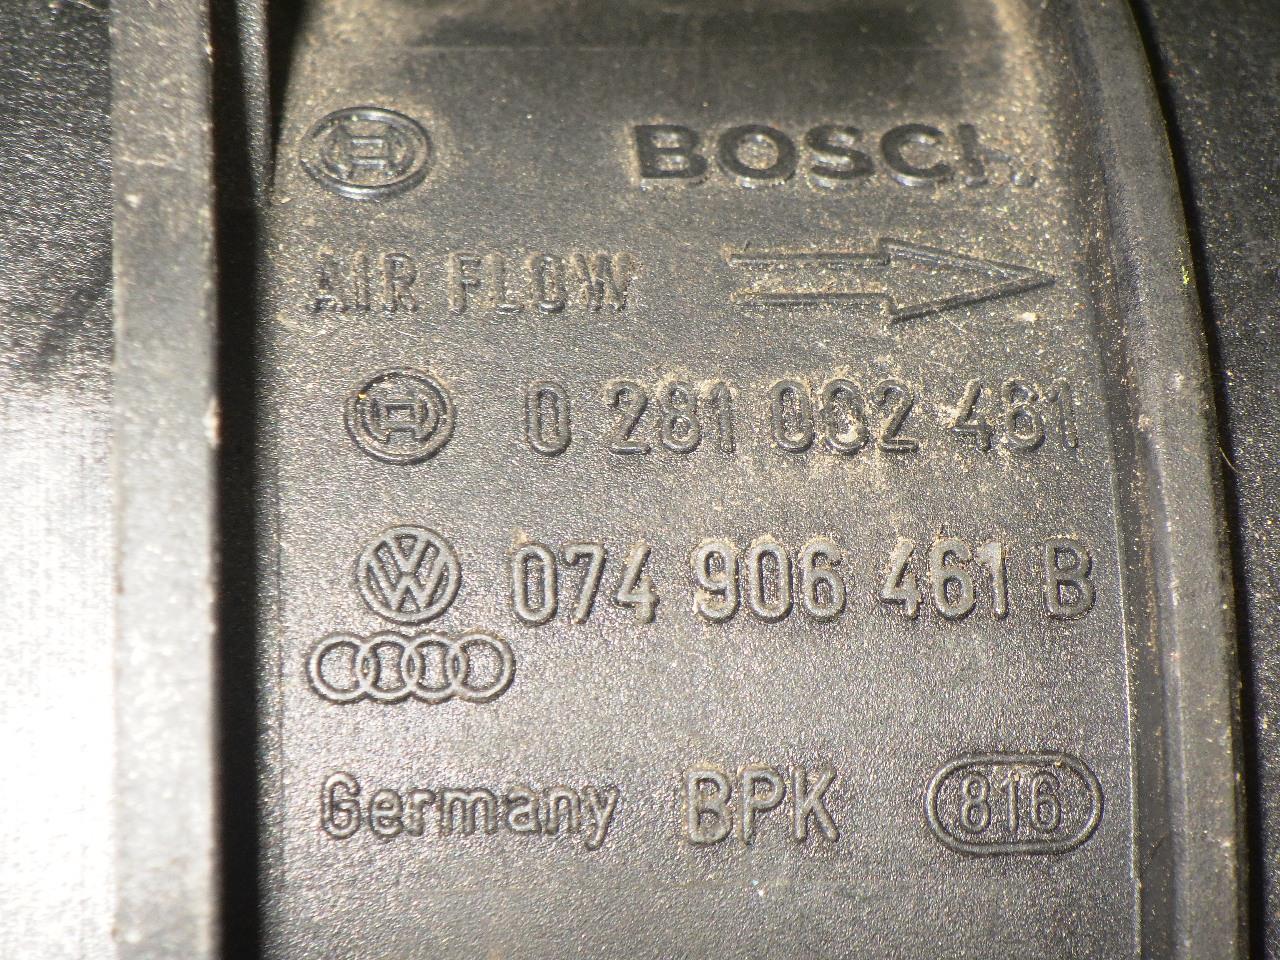 BOSCH
AIR FLOW
0 281 002 461
074 906 461 B
Germany BPK 816